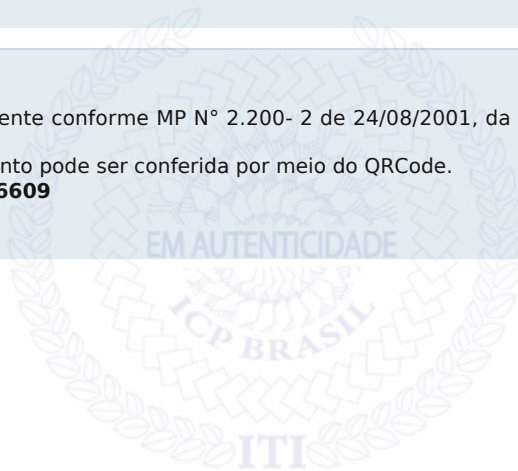 ente conforme MP N° 2.200- 2 de 24/08/2001, da
nto pode ser conferida por meio do QRCode.
6609
EM AUTENTICIDADE
ICP BRASIL
ITI